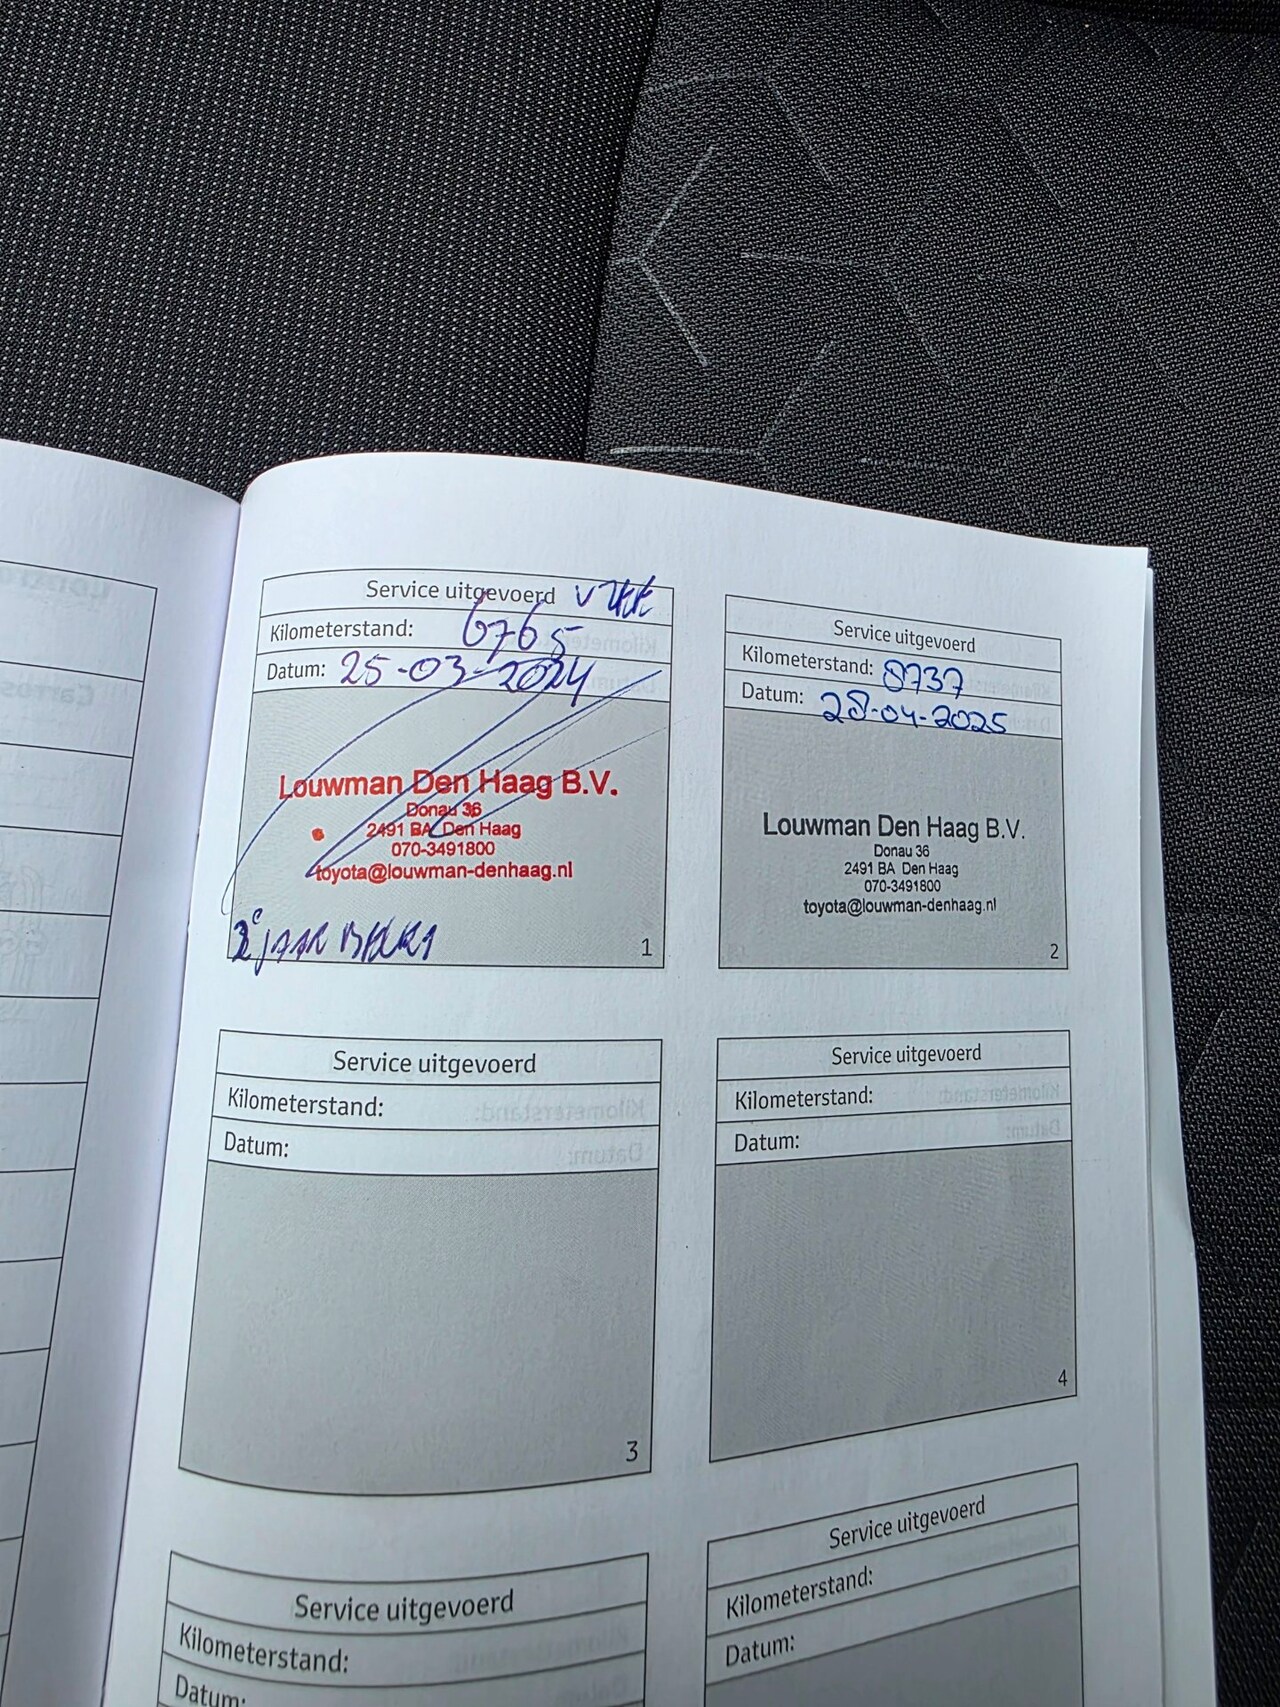 Service uitgevoerd
Kilometerstand: 6765
Datum: 25-03-2024
Louwman Den Haag B.V.
Donau 36
2491 BA Den Haag
070-3491800
toyota@louwman-denhaag.nl
JAAR
1
Service uitgevoerd
Kilometerstand: 8737
Datum: 28-04-2025
Louwman Den Haag B.V.
Donau 36
2491 BA Den Haag
070-3491800
toyota@louwman-denhaag.nl
2
Service uitgevoerd
Kilometerstand:
Datum:
3
Service uitgevoerd
Kilometerstand:
Datum:
4
Service uitgevoerd
Kilometerstand:
Datum:
Service uitgevoerd
Kilometerstand:
Datum: